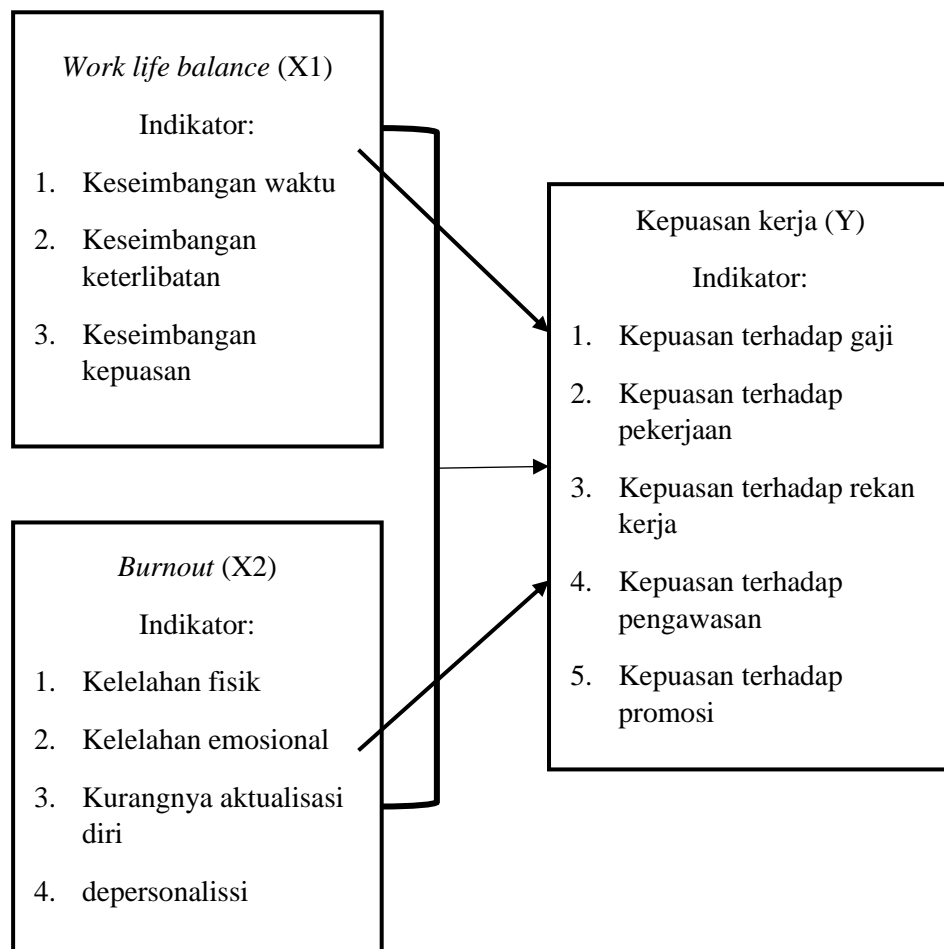 Work life balance (X1)
Indikator:
1. Keseimbangan waktu
2. Keseimbangan
keterlibatan
3. Keseimbangan
kepuasan
Burnout (X2)
Indikator:
1. Kelelahan fisik
2. Kelelahan emosional
3. Kurangnya aktualisasi
diri
4. depersonalissi
Kepuasan kerja (Y)
Indikator:
1. Kepuasan terhadap gaji
2. Kepuasan terhadap
pekerjaan
3. Kepuasan terhadap rekan
kerja
4. Kepuasan terhadap
pengawasan
5. Kepuasan terhadap
promosi